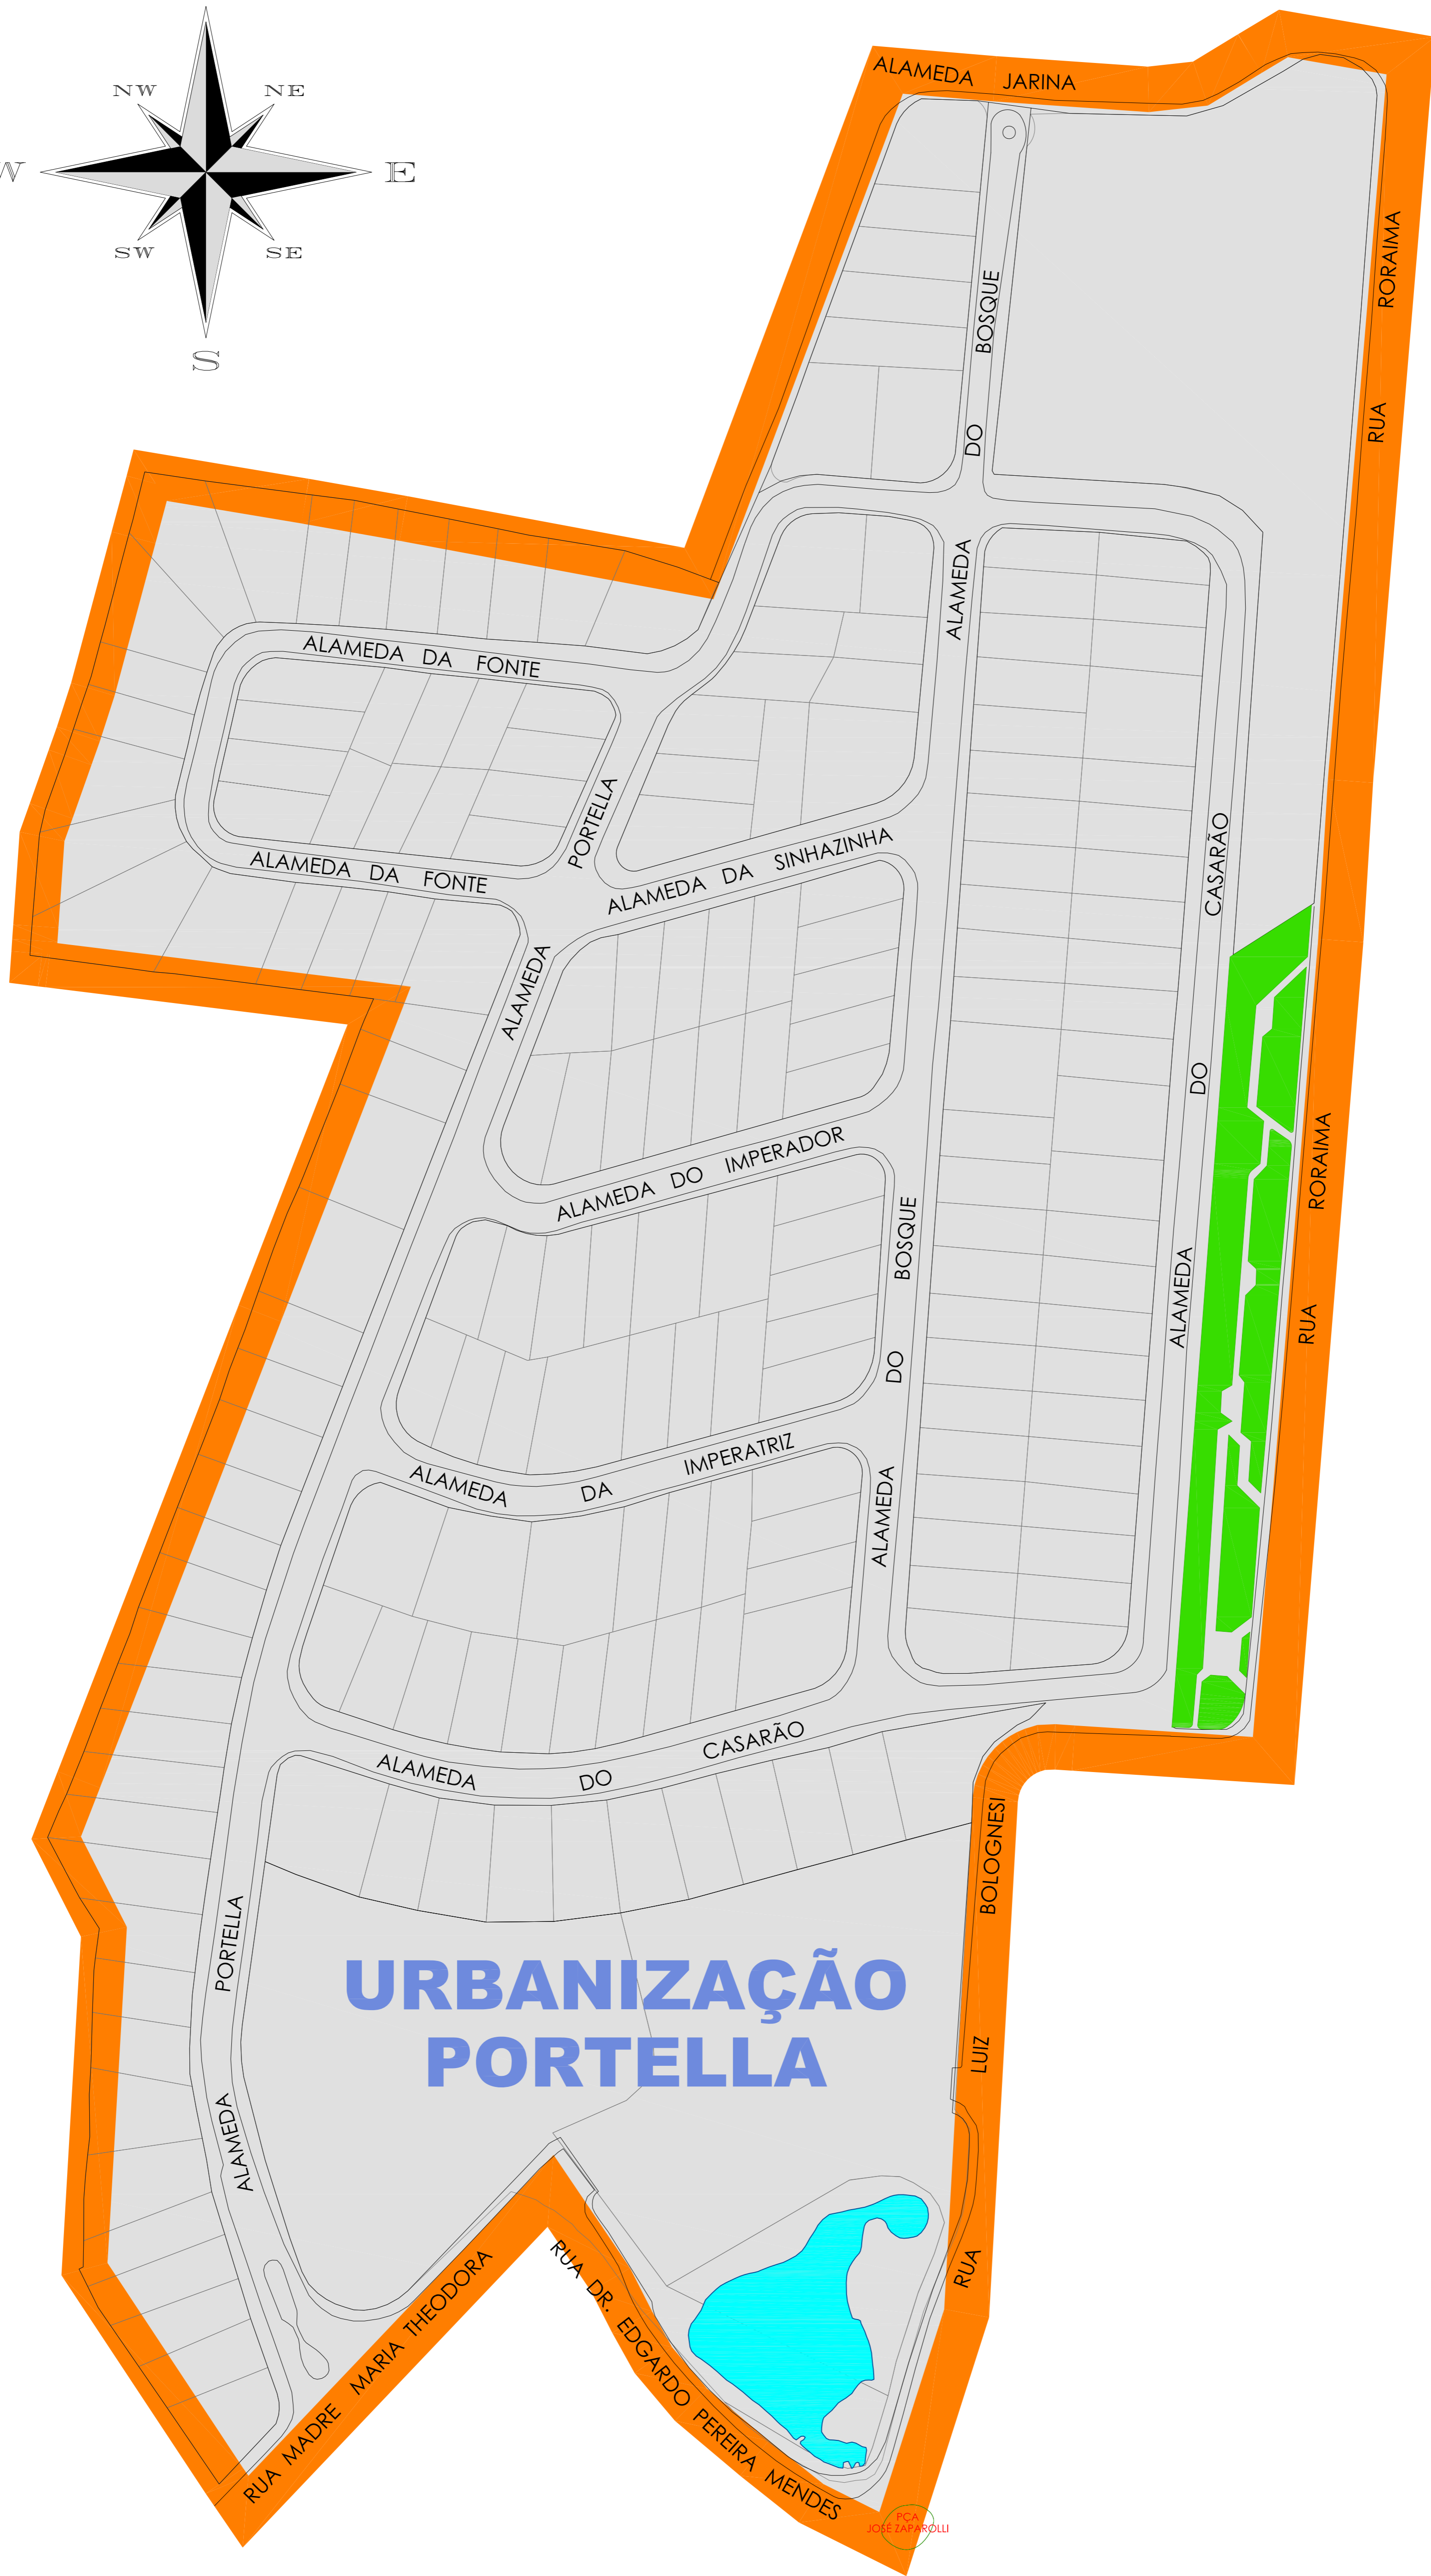 NW
NE
W
E
SW
SE
S
ALAMEDA JARINA
RUA RORAIMA
ALAMEDA DO BOSQUE
ALAMEDA DA FONTE
ALAMEDA DA FONTE
ALAMEDA PORTELLA
ALAMEDA DA SINHAZINHA
ALAMEDA DO CASARÃO
ALAMEDA DO IMPERADOR
RUA RORAIMA
ALAMEDA DO BOSQUE
ALAMEDA DA IMPERATRIZ
ALAMEDA DO CASARÃO
ALAMEDA PORTELLA
RUA LUIZ BOLOGNESI
URBANIZAÇÃO
PORTELLA
RUA MADRE MARIA THEODORA
RUA DR. EDGARDO PEREIRA MENDES
PÇA
JOSÉ ZAPAROLLI